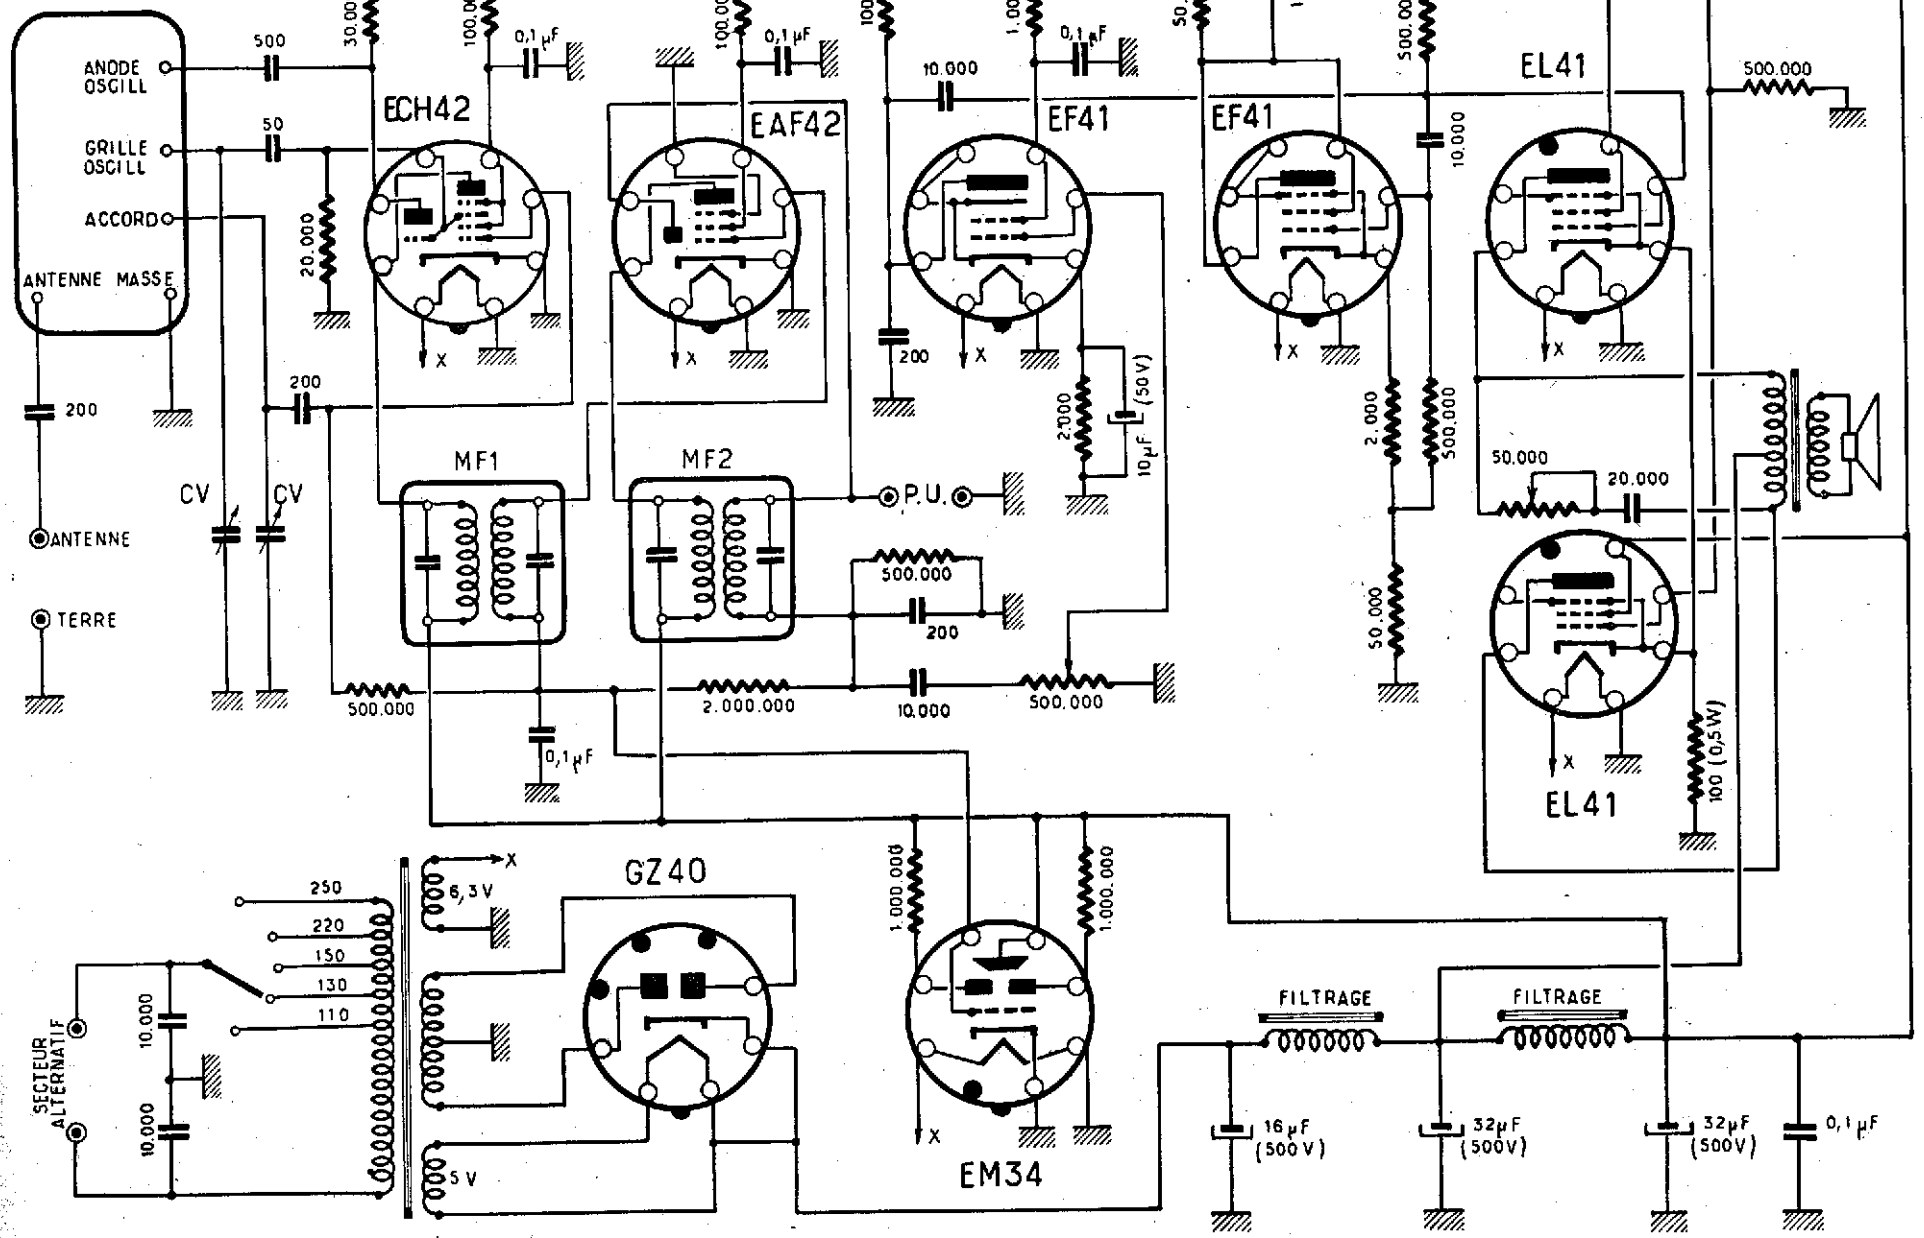 30.00
100.00
0,1 µF
100.00
0,1 µF
100
1.00
0,1 µF
50.
500.00
500
ANODE
OSCILL
50
GRILLE
OSCILL
ACCORD
ANTENNE MASSE
20.000
ECH42
EAF42
10.000
EF41
EF41
10.000
EL41
500.000
X
X
X
X
X
200
200
200
2.000
10µF (50V)
2.000
500.000
CV
CV
MF1
MF2
P.U.
50.000
20.000
ANTENNE
TERRE
500.000
200
50.000
500.000
2.000.000
10.000
500.000
0,1µF
X
100 (0,5W)
EL41
X
6,3V
GZ40
1.000.000
1.000.000
250
220
150
130
110
SECTEUR
ALTERNATIF
10.000
10.000
5V
X
EM34
FILTRAGE
FILTRAGE
16µF
(500V)
32µF
(500V)
32µF
(500V)
0,1µF